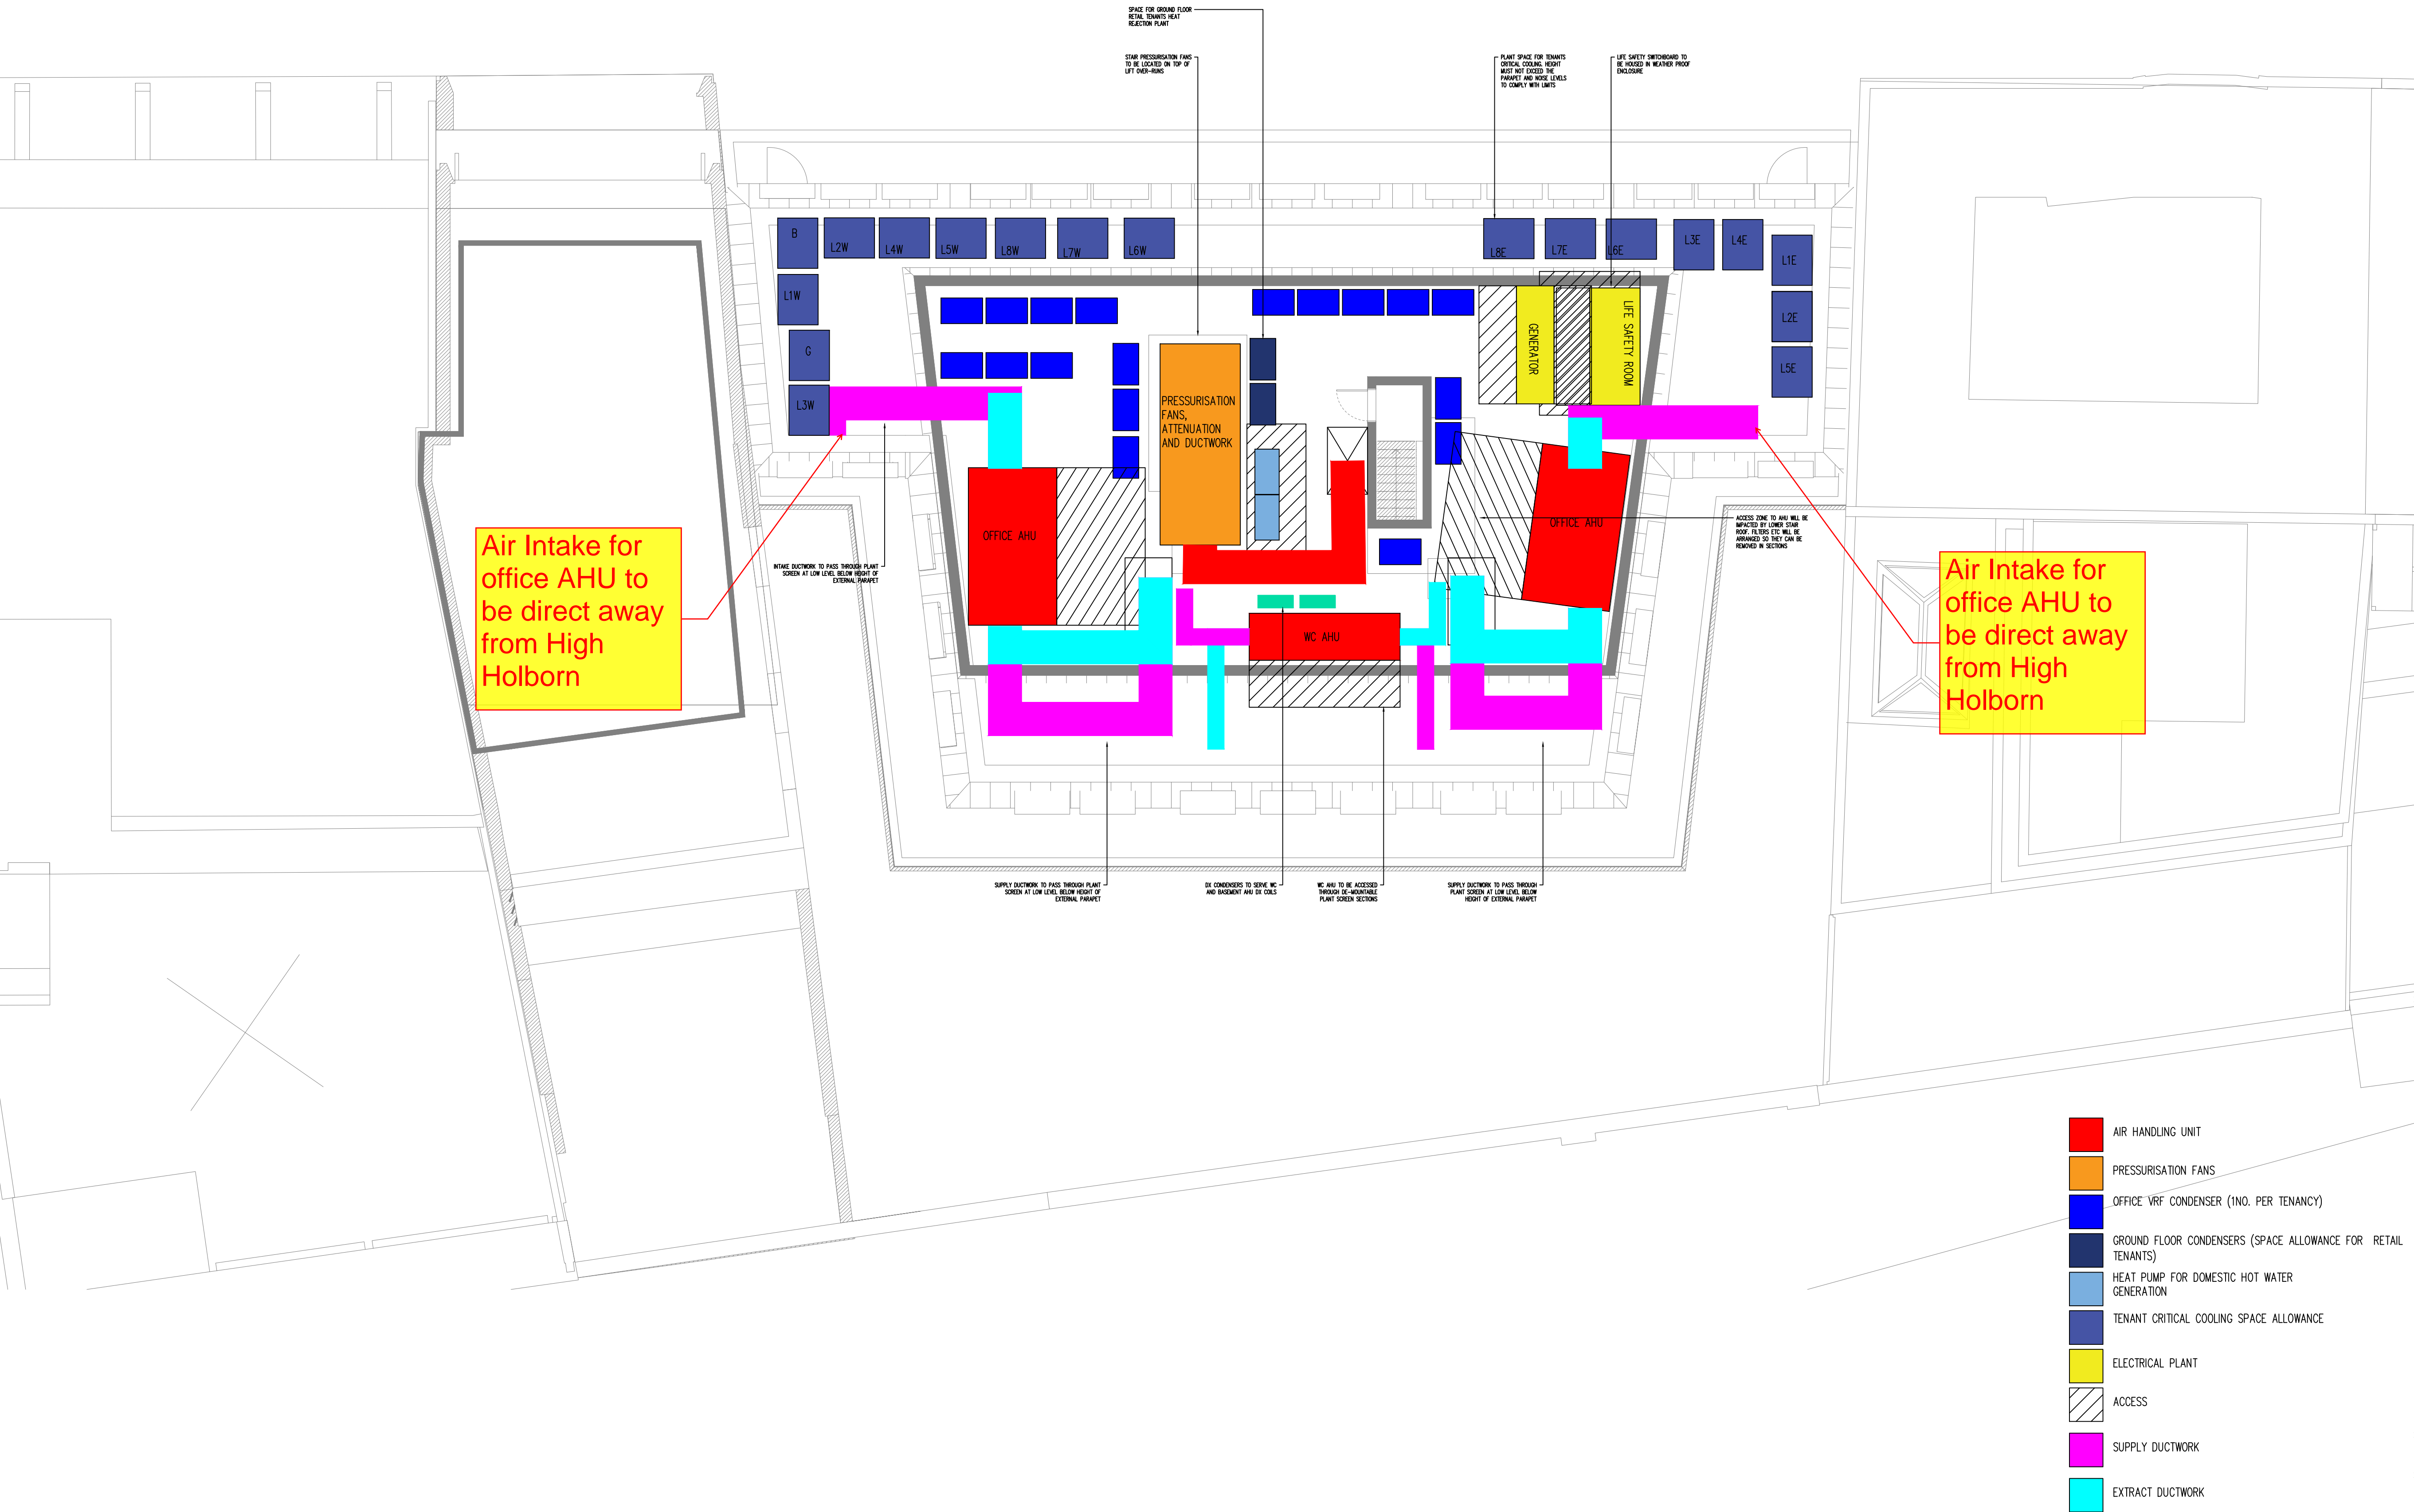 SPACE FOR GROUND FLOOR
RETAIL TENANTS HEAT
REJECTION PLANT
STAIR PRESSURISATION FANS
TO BE LOCATED ON TOP OF
LIFT OVER-RUNS
PLANT SPACE FOR TENANTS
CRITICAL COOLING. HEIGHT
MUST NOT EXCEED THE
PARAPET AND NOISE LEVELS
TO COMPLY WITH LIMITS
LIFE SAFETY SWITCHBOARD TO
BE HOUSED IN WEATHER PROOF
ENCLOSURE
B
L2W
L4W
L5W
L8W
L7W
L6W
L8E
L7E
L6E
L3E
L4E
L1E
L1W
L2E
G
L5E
L3W
GENERATOR
LIFE SAFETY ROOM
PRESSURISATION
FANS,
ATTENUATION
AND DUCTWORK
OFFICE AHU
OFFICE AHU
ACCESS ZONE TO AHU WILL BE
IMPACTED BY LOWER STAIR
ROOF. FILTERS ETC WILL BE
ARRANGED SO THEY CAN BE
REMOVED IN SECTIONS
Air Intake for
office AHU to
be direct away
from High
Holborn
INTAKE DUCTWORK TO PASS THROUGH PLANT
SCREEN AT LOW LEVEL BELOW HEIGHT OF
EXTERNAL PARAPET
Air Intake for
office AHU to
be direct away
from High
Holborn
WC AHU
SUPPLY DUCTWORK TO PASS THROUGH PLANT
SCREEN AT LOW LEVEL BELOW HEIGHT OF
EXTERNAL PARAPET
DX CONDENSERS TO SERVE WC
AND BASEMENT AHU DX COILS
WC AHU TO BE ACCESSED
THROUGH DE-MOUNTABLE
PLANT SCREEN SECTIONS
SUPPLY DUCTWORK TO PASS THROUGH
PLANT SCREEN AT LOW LEVEL BELOW
HEIGHT OF EXTERNAL PARAPET
AIR HANDLING UNIT
PRESSURISATION FANS
OFFICE VRF CONDENSER (1NO. PER TENANCY)
GROUND FLOOR CONDENSERS (SPACE ALLOWANCE FOR RETAIL
TENANTS)
HEAT PUMP FOR DOMESTIC HOT WATER
GENERATION
TENANT CRITICAL COOLING SPACE ALLOWANCE
ELECTRICAL PLANT
ACCESS
SUPPLY DUCTWORK
EXTRACT DUCTWORK